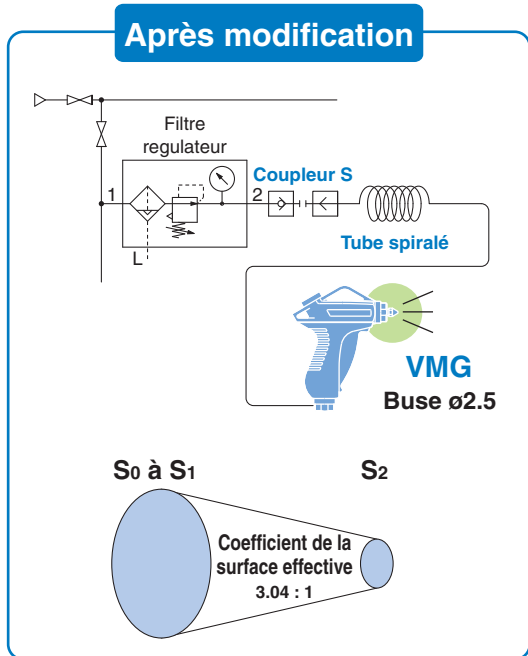 Après modification
Filtre
regulateur
1
2
L
Coupleur S
Tube spiralé
VMG
Buse ø2.5
S0 à S1
S2
Coefficient de la
surface effective
3.04 : 1